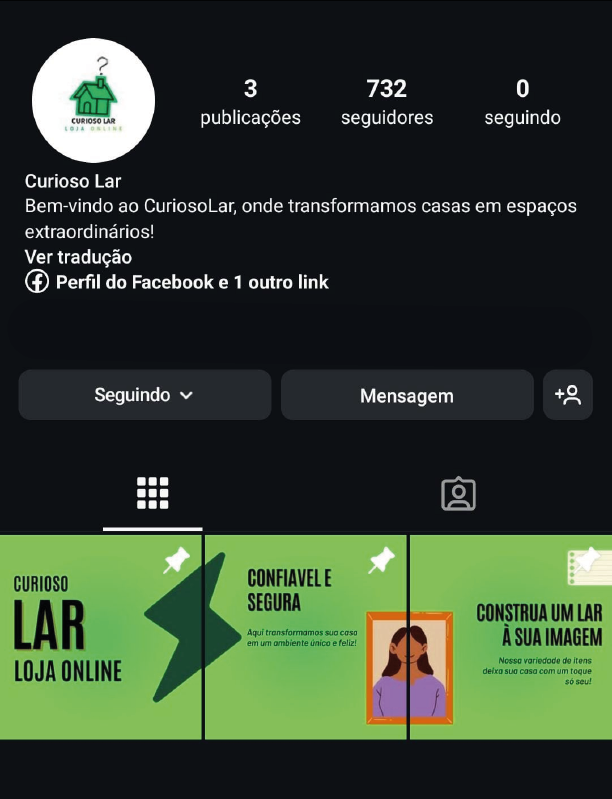 ?
CURIOSO LAR
LOJA ONLINE
3
publicações
732
seguidores
0
seguindo
Curioso Lar
Bem-vindo ao CuriosoLar, onde transformamos casas em espaços
extraordinários!
Ver tradução
Perfil do Facebook e 1 outro link
Seguindo
Mensagem
CURIOSO
LAR
LOJA ONLINE
CONFIAVEL E
SEGURA
Aqui transformamos sua casa
em um ambiente único e feliz!
CONSTRUA UM LAR
À SUA IMAGEM
Nossa variedade de itens
deixa sua casa com um toque
só seu!